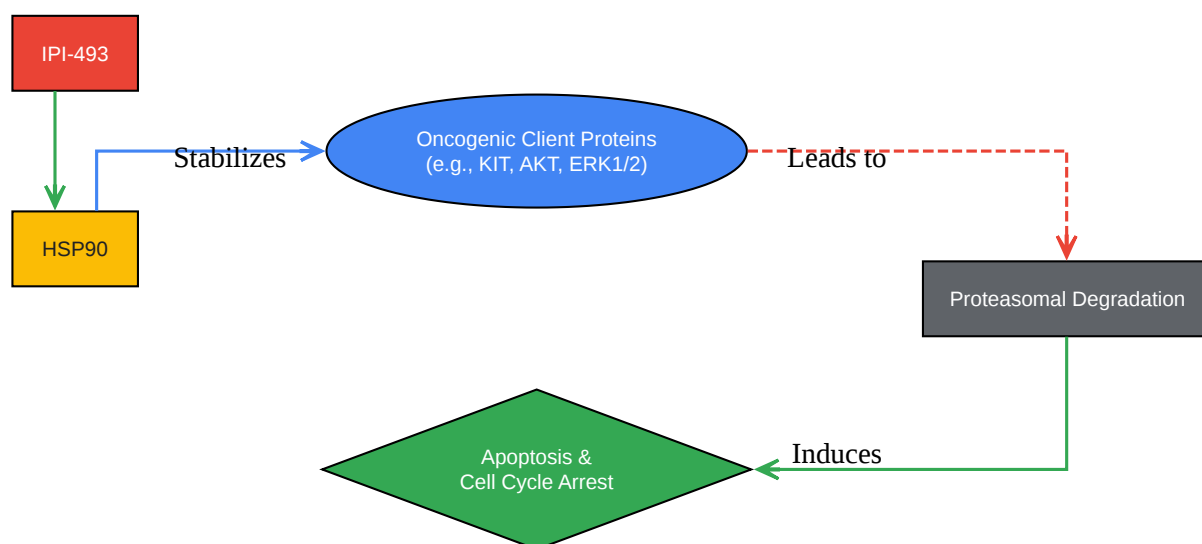 IPI-493
Oncogenic Client Proteins
(e.g., KIT, AKT, ERK1/2)
Stabilizes
Leads to
HSP90
Proteasomal Degradation
Induces
Apoptosis &
Cell Cycle Arrest